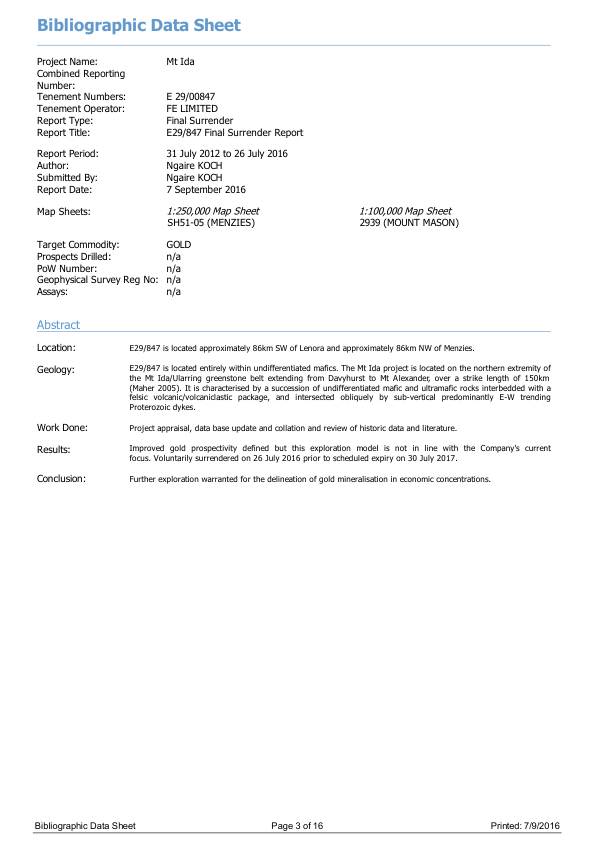 Bibliographic Data Sheet
Project Name: Mt Ida
Combined Reporting
Number:
Tenement Numbers: E 29/00847
Tenement Operator: FE LIMITED
Report Type: Final Surrender
Report Title: E29/847 Final Surrender Report
Report Period: 31 July 2012 to 26 July 2016
Author: Ngaire KOCH
Submitted By: Ngaire KOCH
Report Date: 7 September 2016
Map Sheets: 1:250,000 Map Sheet 1:100,000 Map Sheet
SH51-05 (MENZIES) 2939 (MOUNT MASON)
Target Commodity: GOLD
Prospects Drilled: n/a
PoW Number: n/a
Geophysical Survey Reg No: n/a
Assays: n/a
Abstract
Location: E29/847 is located approximately 86km SW of Lenora and approximately 86km NW of Menzies.
Geology: E29/847 is located entirely within undifferentiated mafics. The Mt Ida project is located on the northern extremity of
the Mt Ida/Ularring greenstone belt extending from Davyhurst to Mt Alexander, over a strike length of 150km
(Maher 2005). It is characterised by a succession of undifferentiated mafic and ultramafic rocks interbedded with a
felsic volcanic/volcaniclastic package, and intersected obliquely by sub-vertical predominantly E-W trending
Proterozoic dykes.
Work Done: Project appraisal, data base update and collation and review of historic data and literature.
Results: Improved gold prospectivity defined but this exploration model is not in line with the Company's current
focus. Voluntarily surrendered on 26 July 2016 prior to scheduled expiry on 30 July 2017.
Conclusion: Further exploration warranted for the delineation of gold mineralisation in economic concentrations.
Bibliographic Data Sheet Page 3 of 16 Printed: 7/9/2016